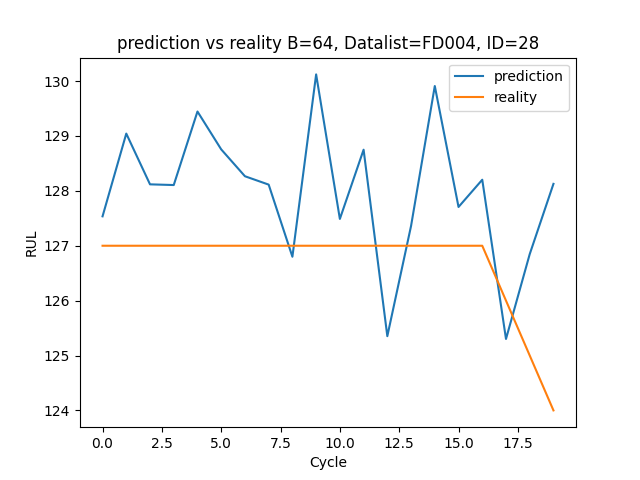 prediction vs reality B=64, Datalist=FD004, ID=28
prediction
reality
130
129
128
127
126
125
124
RUL
0.0 2.5 5.0 7.5 10.0 12.5 15.0 17.5
Cycle